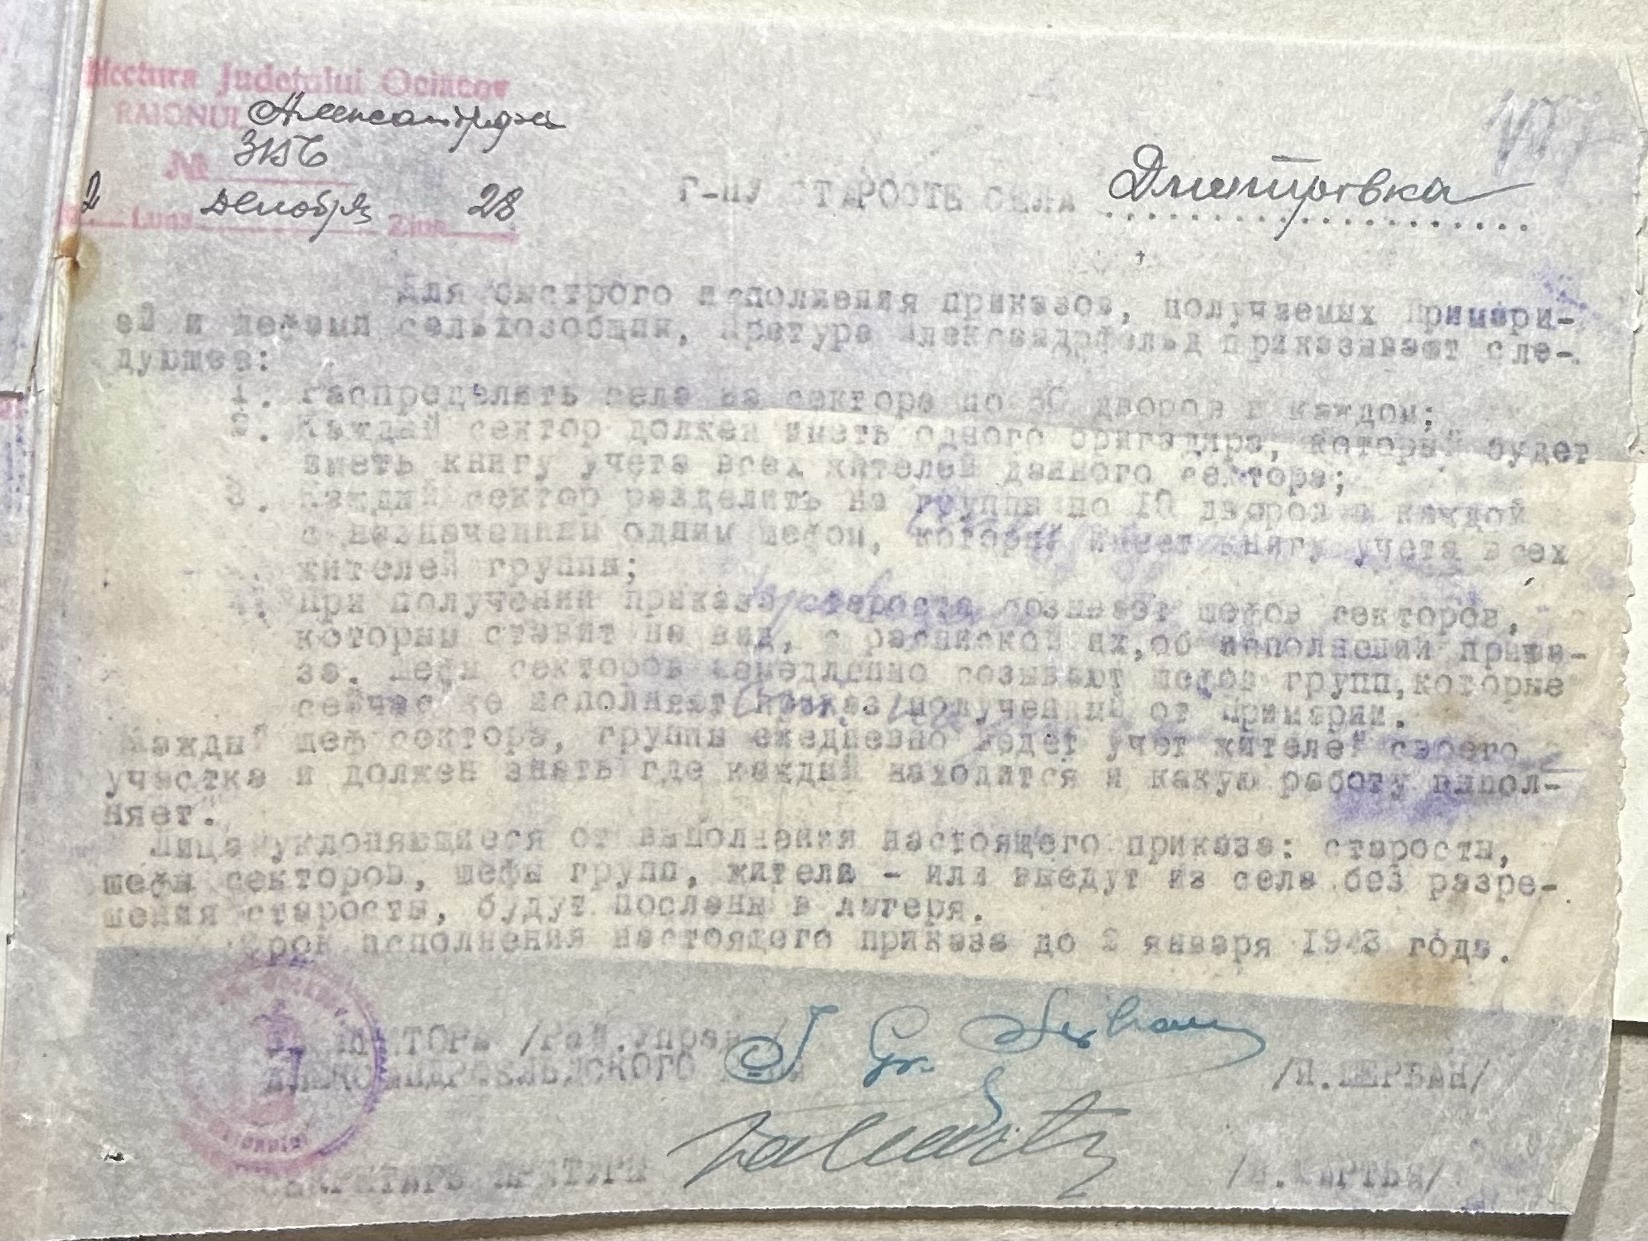 Prefectura Judetului Ociacov
RAIONUL
№ 3156
2 Luna декабря Ziua 28
Г-НУ СТАРОСТЕ СЕЛА Дмитровка
Для быстрого исполнения приказов, получаемых Примари-
ей и
сельхозобщин, Претура Александрфельд приказывает сле-
дующее:
1. Распределить село на сектора по 50 дворов в каждом;
2. Каждый сектор должен иметь одного бригадира, который будет
иметь книгу учета всех жителей данного сектора;
3. Каждый сектор разделить на группы по 10 дворов в каждой
с назначенным одним шефом, который имеет книгу учета всех
жителей группы;
4. При получении приказа староста созывает шефов секторов,
которым ставит на вид, с распиской их,об исполнении прика-
за. Шефы секторов немедленно созывают шефов групп,которые
сейчас же исполняют приказ полученный от Примарии.
Каждый шеф сектора, группы ежедневно ведет учет жителей своего
участка и должен знать где каждый находится и какую работу выпол-
няет.
Лица уклоняющиеся от выполнения настоящего приказа: старосты,
шефы секторов, шефы групп, жители - или выедут из села без разре-
шения старосты, будут посланы в лагеря.
Срок исполнения настоящего приказа до 2 января 1943 года.
ПРЕТОРА /Рай.Управ
АЛЕКСАНДРФЕЛЬДСКОГО
/И.ШЕРБАН/
СЕКРЕТАРЬ ПРЕТУРИ